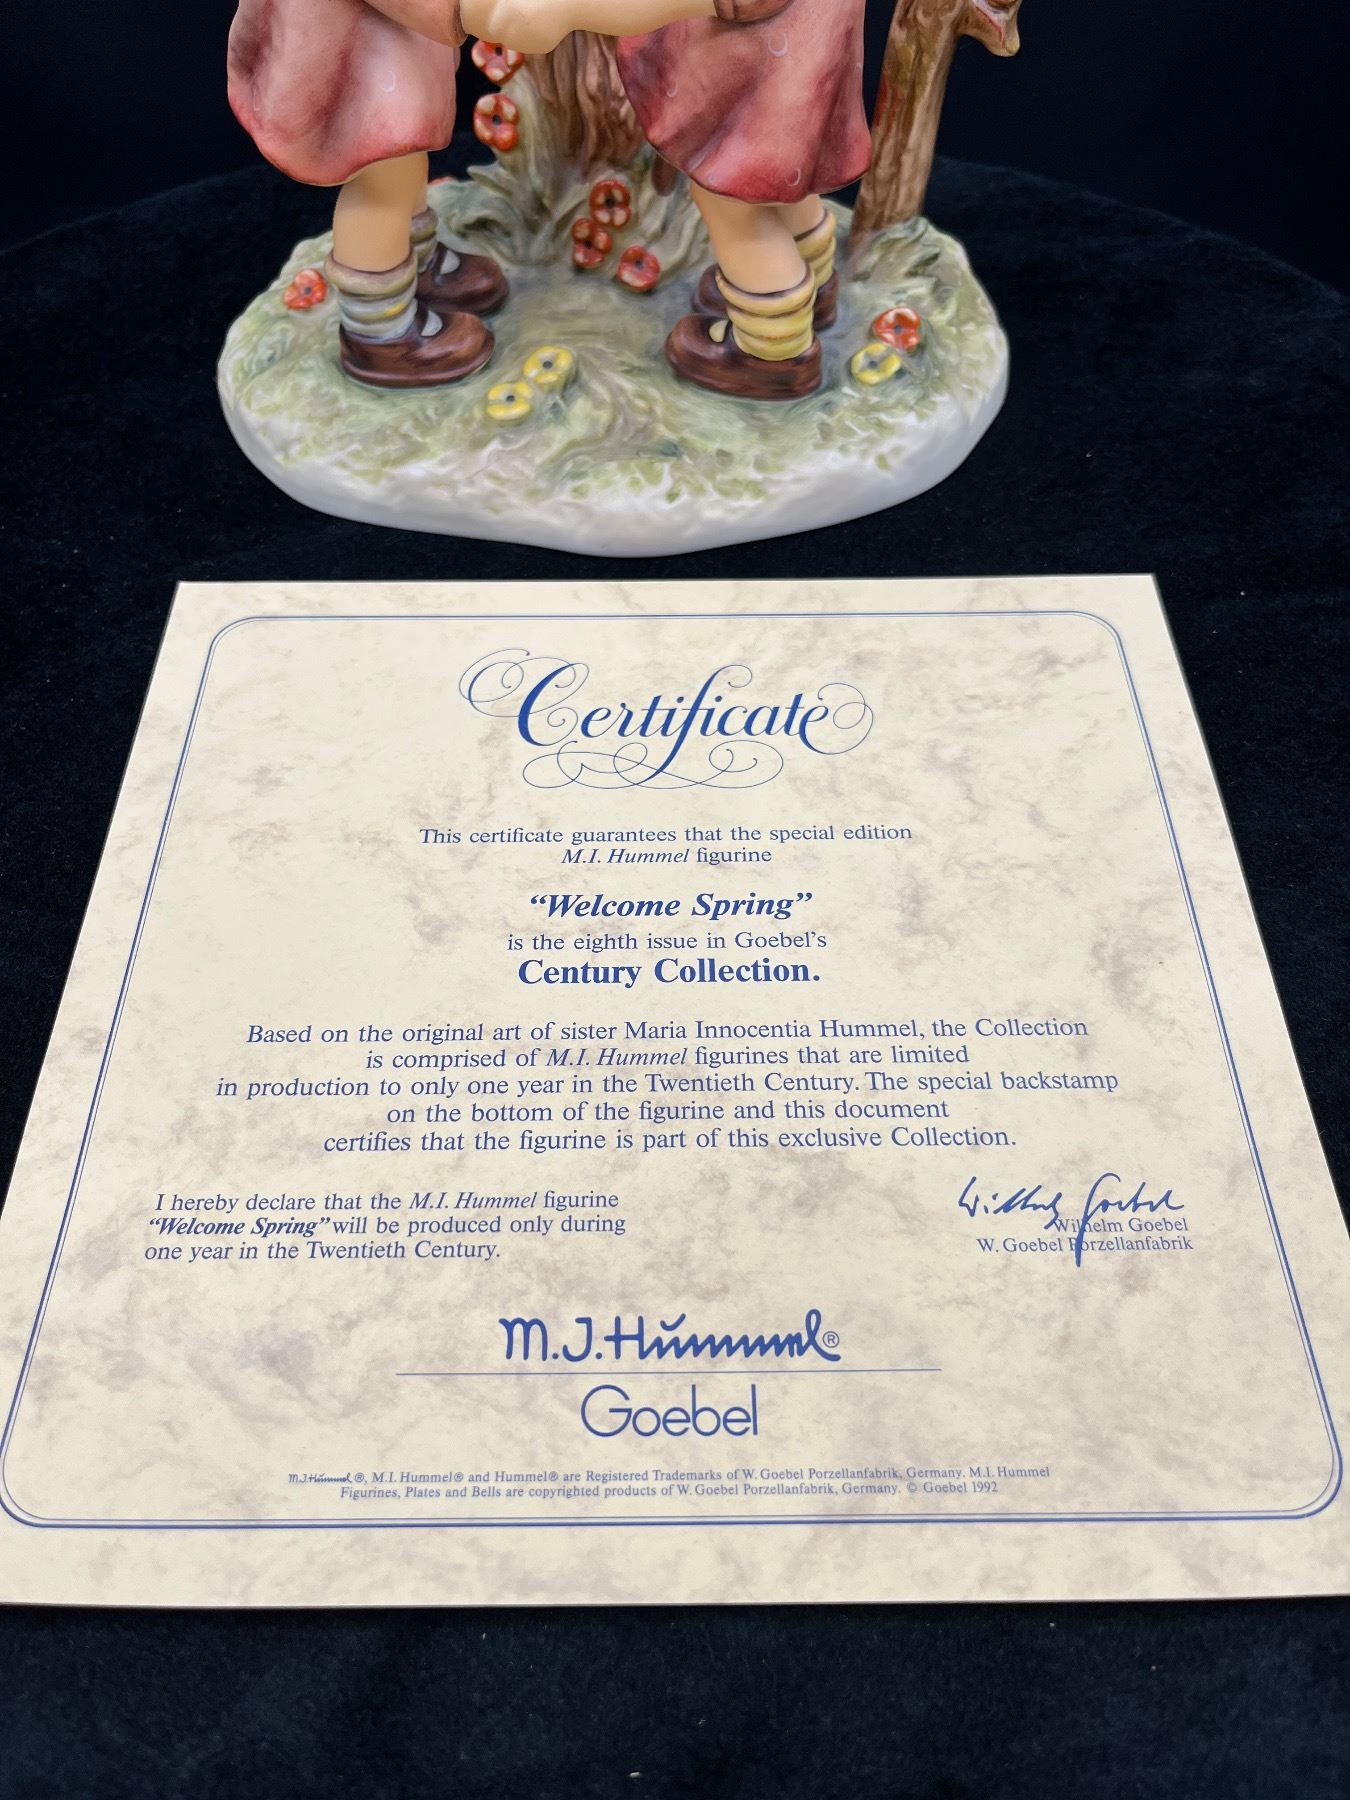 Certificate
This certificate guarantees that the special edition
M.I. Hummel figurine
“Welcome Spring”
is the eighth issue in Goebel’s
Century Collection.
Based on the original art of sister Maria Innocentia Hummel, the Collection
is comprised of M.I. Hummel figurines that are limited
in production to only one year in the Twentieth Century. The special backstamp
on the bottom of the figurine and this document
certifies that the figurine is part of this exclusive Collection.
I hereby declare that the M.I. Hummel figurine
“Welcome Spring” will be produced only during
one year in the Twentieth Century.
Wilhelm Goebel
Wilhelm Goebel
W. Goebel Porzellanfabrik
M.J. Hummel®
Goebel
M.J. Hummel®, M.I. Hummel® and Hummel® are Registered Trademarks of W. Goebel Porzellanfabrik, Germany. M.I. Hummel
Figurines, Plates and Bells are copyrighted products of W. Goebel Porzellanfabrik, Germany. © Goebel 1992